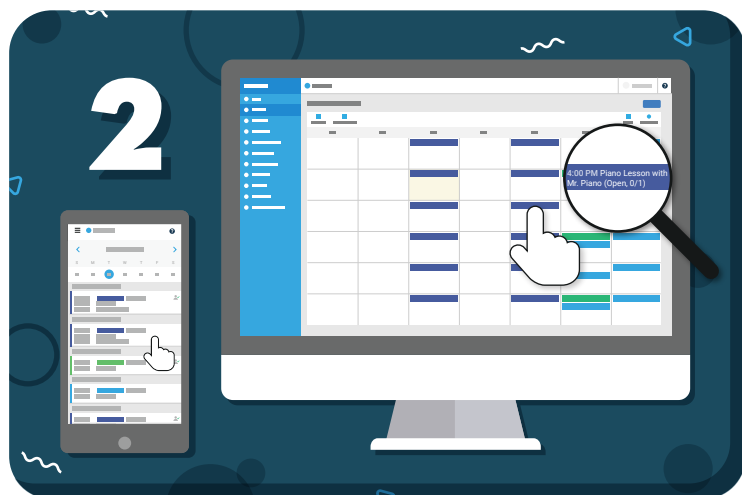 2
S M T W T F S
4:00 PM Piano Lesson with
Mr. Piano (Open, 0/1)